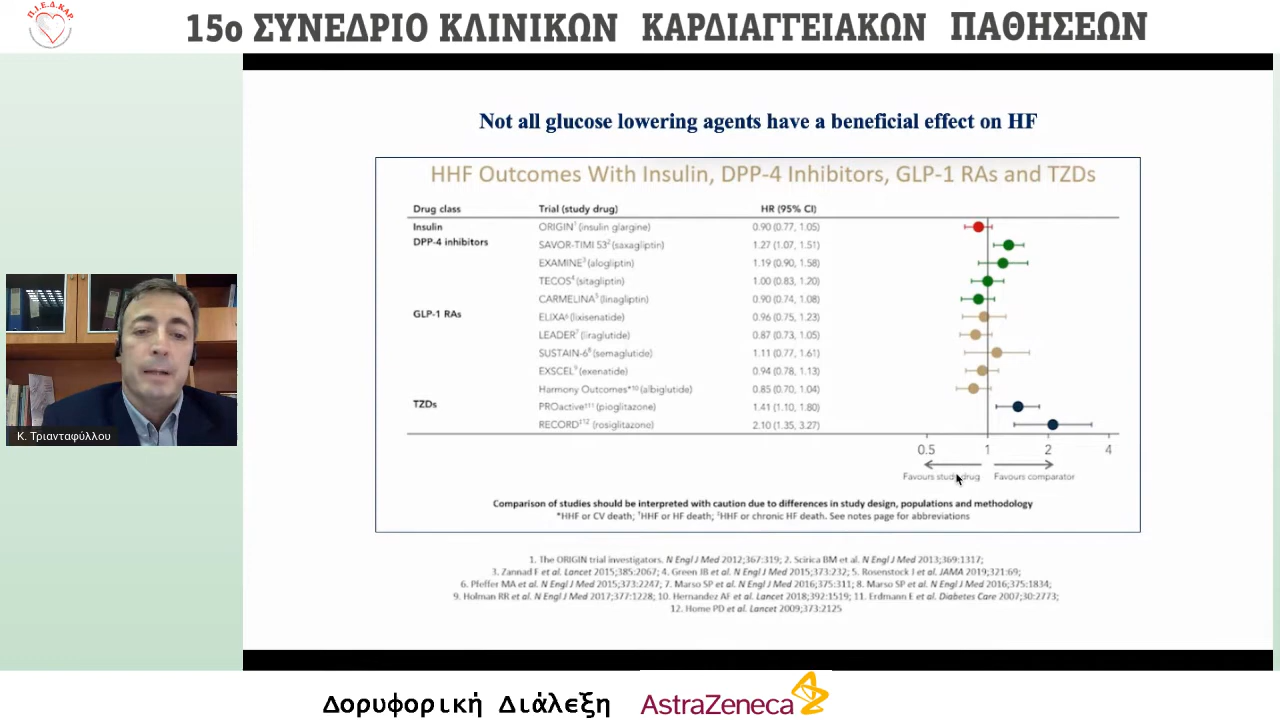 Π.Ι.Ε.Δ.ΚΑΡ.
15ο ΣΥΝΕΔΡΙΟ ΚΛΙΝΙΚΩΝ ΚΑΡΔΙΑΓΓΕΙΑΚΩΝ ΠΑΘΗΣΕΩΝ
Not all glucose lowering agents have a beneficial effect on HF
HHF Outcomes With Insulin, DPP-4 Inhibitors, GLP-1 RAs and TZDs
Drug class Trial (study drug) HR (95% CI)
Insulin ORIGIN¹ (insulin glargine) 0.90 (0.77, 1.05)
DPP-4 inhibitors SAVOR-TIMI 53² (saxagliptin) 1.27 (1.07, 1.51)
EXAMINE³ (alogliptin) 1.19 (0.90, 1.58)
TECOS⁴ (sitagliptin) 1.00 (0.83, 1.20)
CARMELINA⁵ (linagliptin) 0.90 (0.74, 1.08)
GLP-1 RAs ELIXA⁶ (lixisenatide) 0.96 (0.75, 1.23)
LEADER⁷ (liraglutide) 0.87 (0.73, 1.05)
SUSTAIN-6⁸ (semaglutide) 1.11 (0.77, 1.61)
EXSCEL⁹ (exenatide) 0.94 (0.78, 1.13)
Harmony Outcomes*¹⁰ (albiglutide) 0.85 (0.70, 1.04)
TZDs PROactive†¹¹ (pioglitazone) 1.41 (1.10, 1.80)
RECORD‡¹² (rosiglitazone) 2.10 (1.35, 3.27)
0.5 1 2 4
Favours study drug Favours comparator
Comparison of studies should be interpreted with caution due to differences in study design, populations and methodology
*HHF or CV death; †HHF or HF death; ‡HHF or chronic HF death. See notes page for abbreviations
1. The ORIGIN trial investigators. N Engl J Med 2012;367:319; 2. Scirica BM et al. N Engl J Med 2013;369:1317;
3. Zannad F et al. Lancet 2015;385:2067; 4. Green JB et al. N Engl J Med 2015;373:232; 5. Rosenstock J et al. JAMA 2019;321:69;
6. Pfeffer MA et al. N Engl J Med 2015;373:2247; 7. Marso SP et al. N Engl J Med 2016;375:311; 8. Marso SP et al. N Engl J Med 2016;375:1834;
9. Holman RR et al. N Engl J Med 2017;377:1228; 10. Hernandez AF et al. Lancet 2018;392:1519; 11. Erdmann E et al. Diabetes Care 2007;30:2773;
12. Home PD et al. Lancet 2009;373:2125
Κ. Τριανταφύλλου
Δορυφορική Διάλεξη AstraZeneca